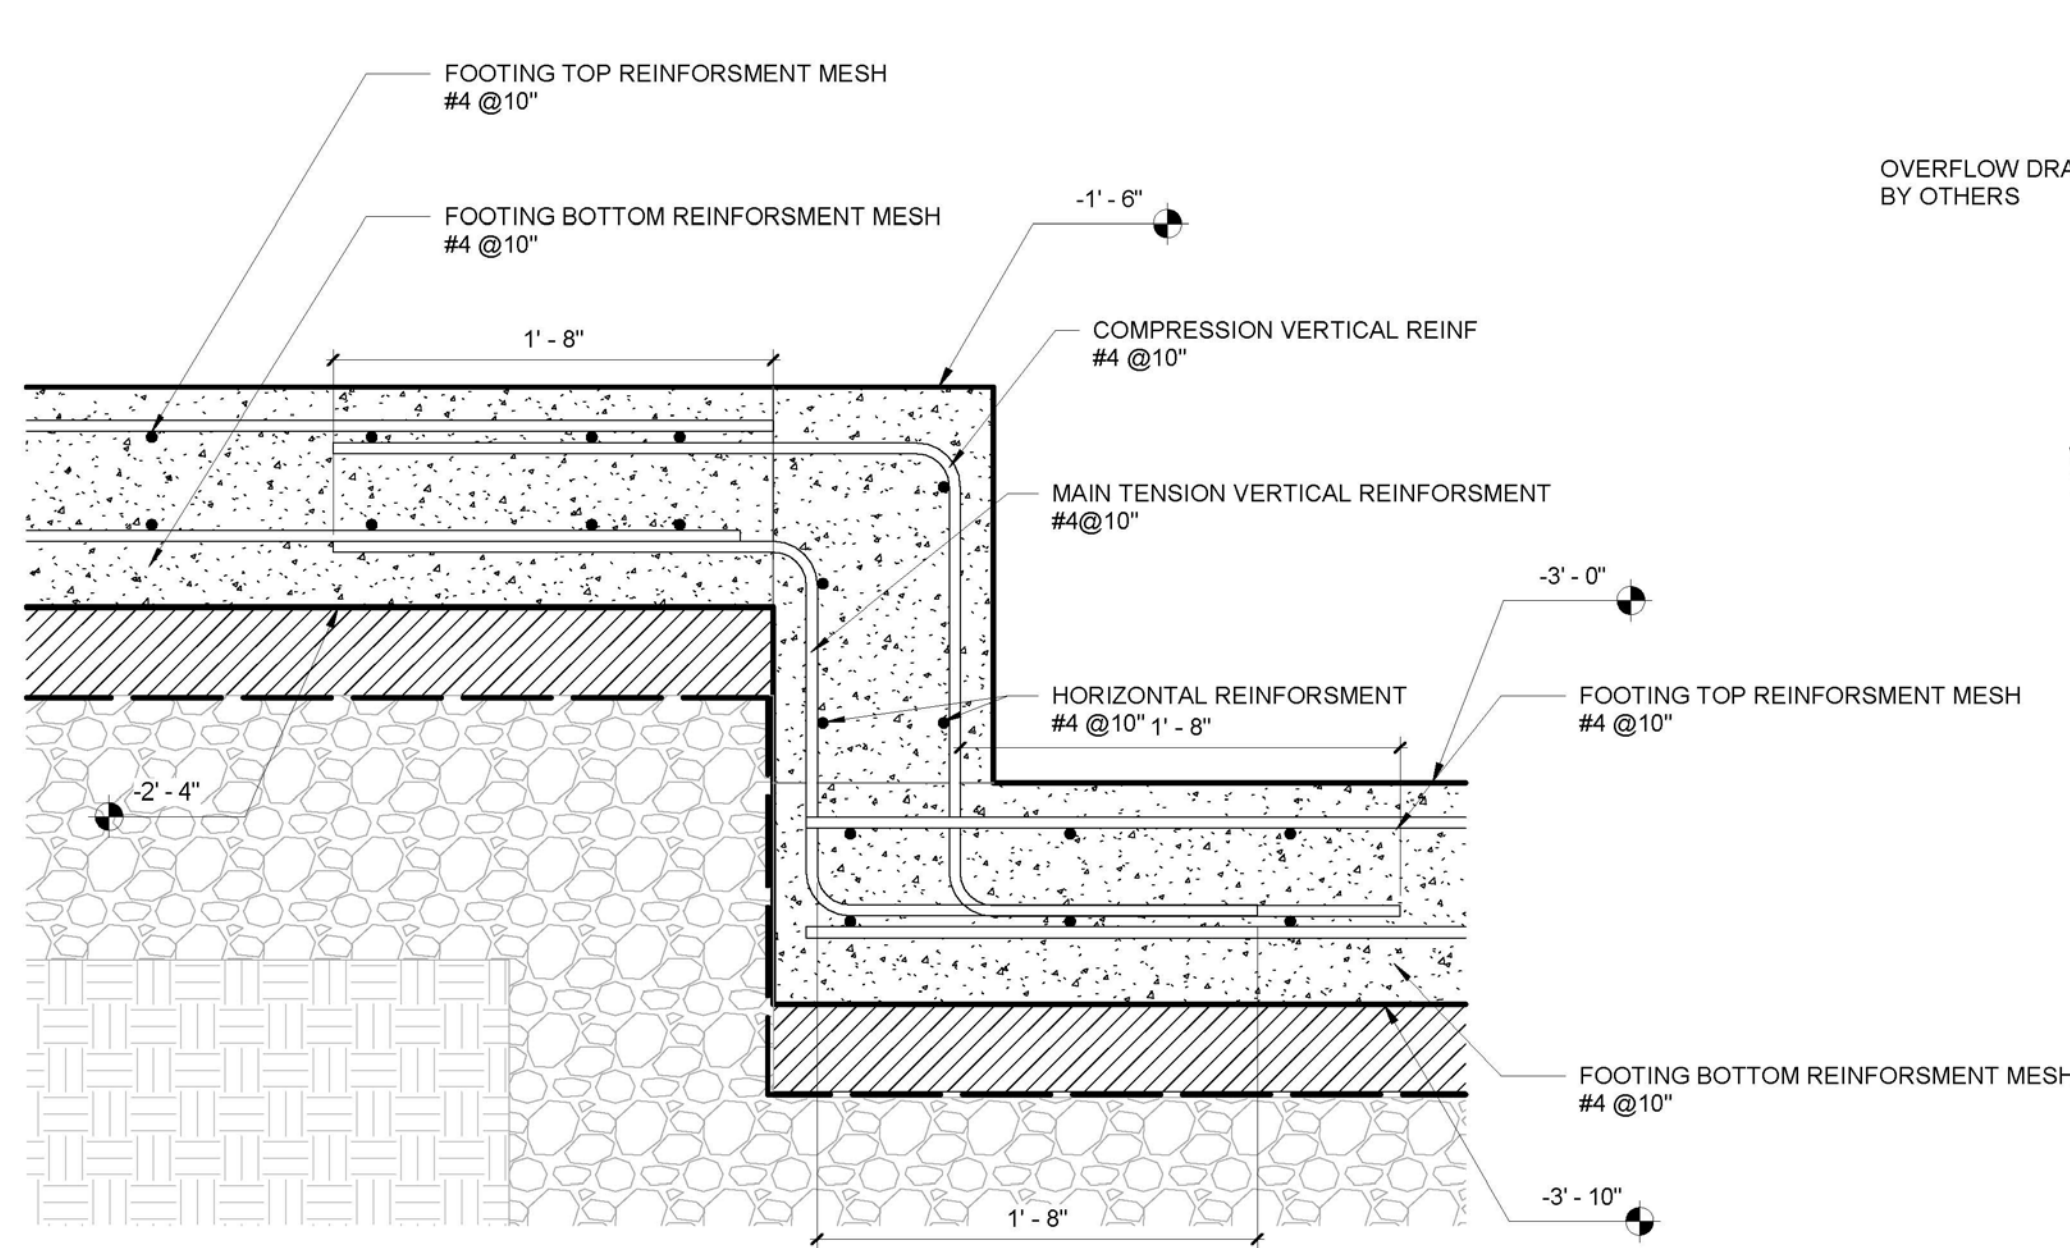 FOOTING TOP REINFORSMENT MESH
#4 @10"
OVERFLOW DRA
BY OTHERS
-1' - 6"
FOOTING BOTTOM REINFORSMENT MESH
#4 @10"
1' - 8"
COMPRESSION VERTICAL REINF
#4 @10"
MAIN TENSION VERTICAL REINFORSMENT
#4@10"
-3' - 0"
HORIZONTAL REINFORSMENT
#4 @10"
1' - 8"
FOOTING TOP REINFORSMENT MESH
#4 @10"
-2' - 4"
FOOTING BOTTOM REINFORSMENT MESH
#4 @10"
-3' - 10"
1' - 8"